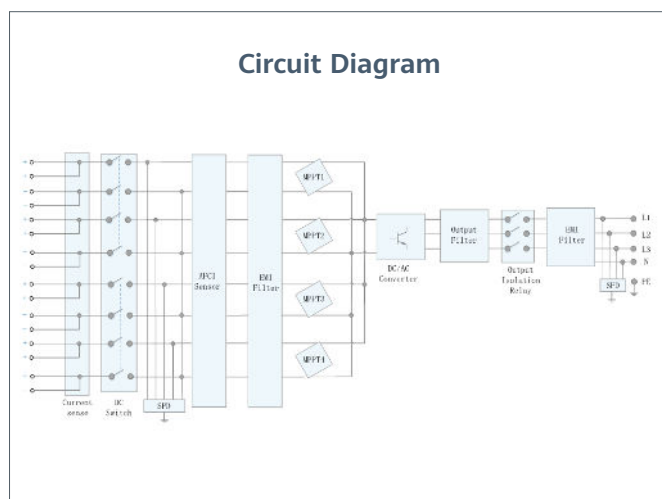 Circuit Diagram
MPPT1
MPPT2
MPPT3
MPPT4
AFCI
Sensor
EMI
Filter
DC/AC
Converter
Output
Filter
Output
Isolation
Relay
EMI
Filter
L1
L2
L3
N
PE
SPD
Current
sense
DC
Switch
SPD